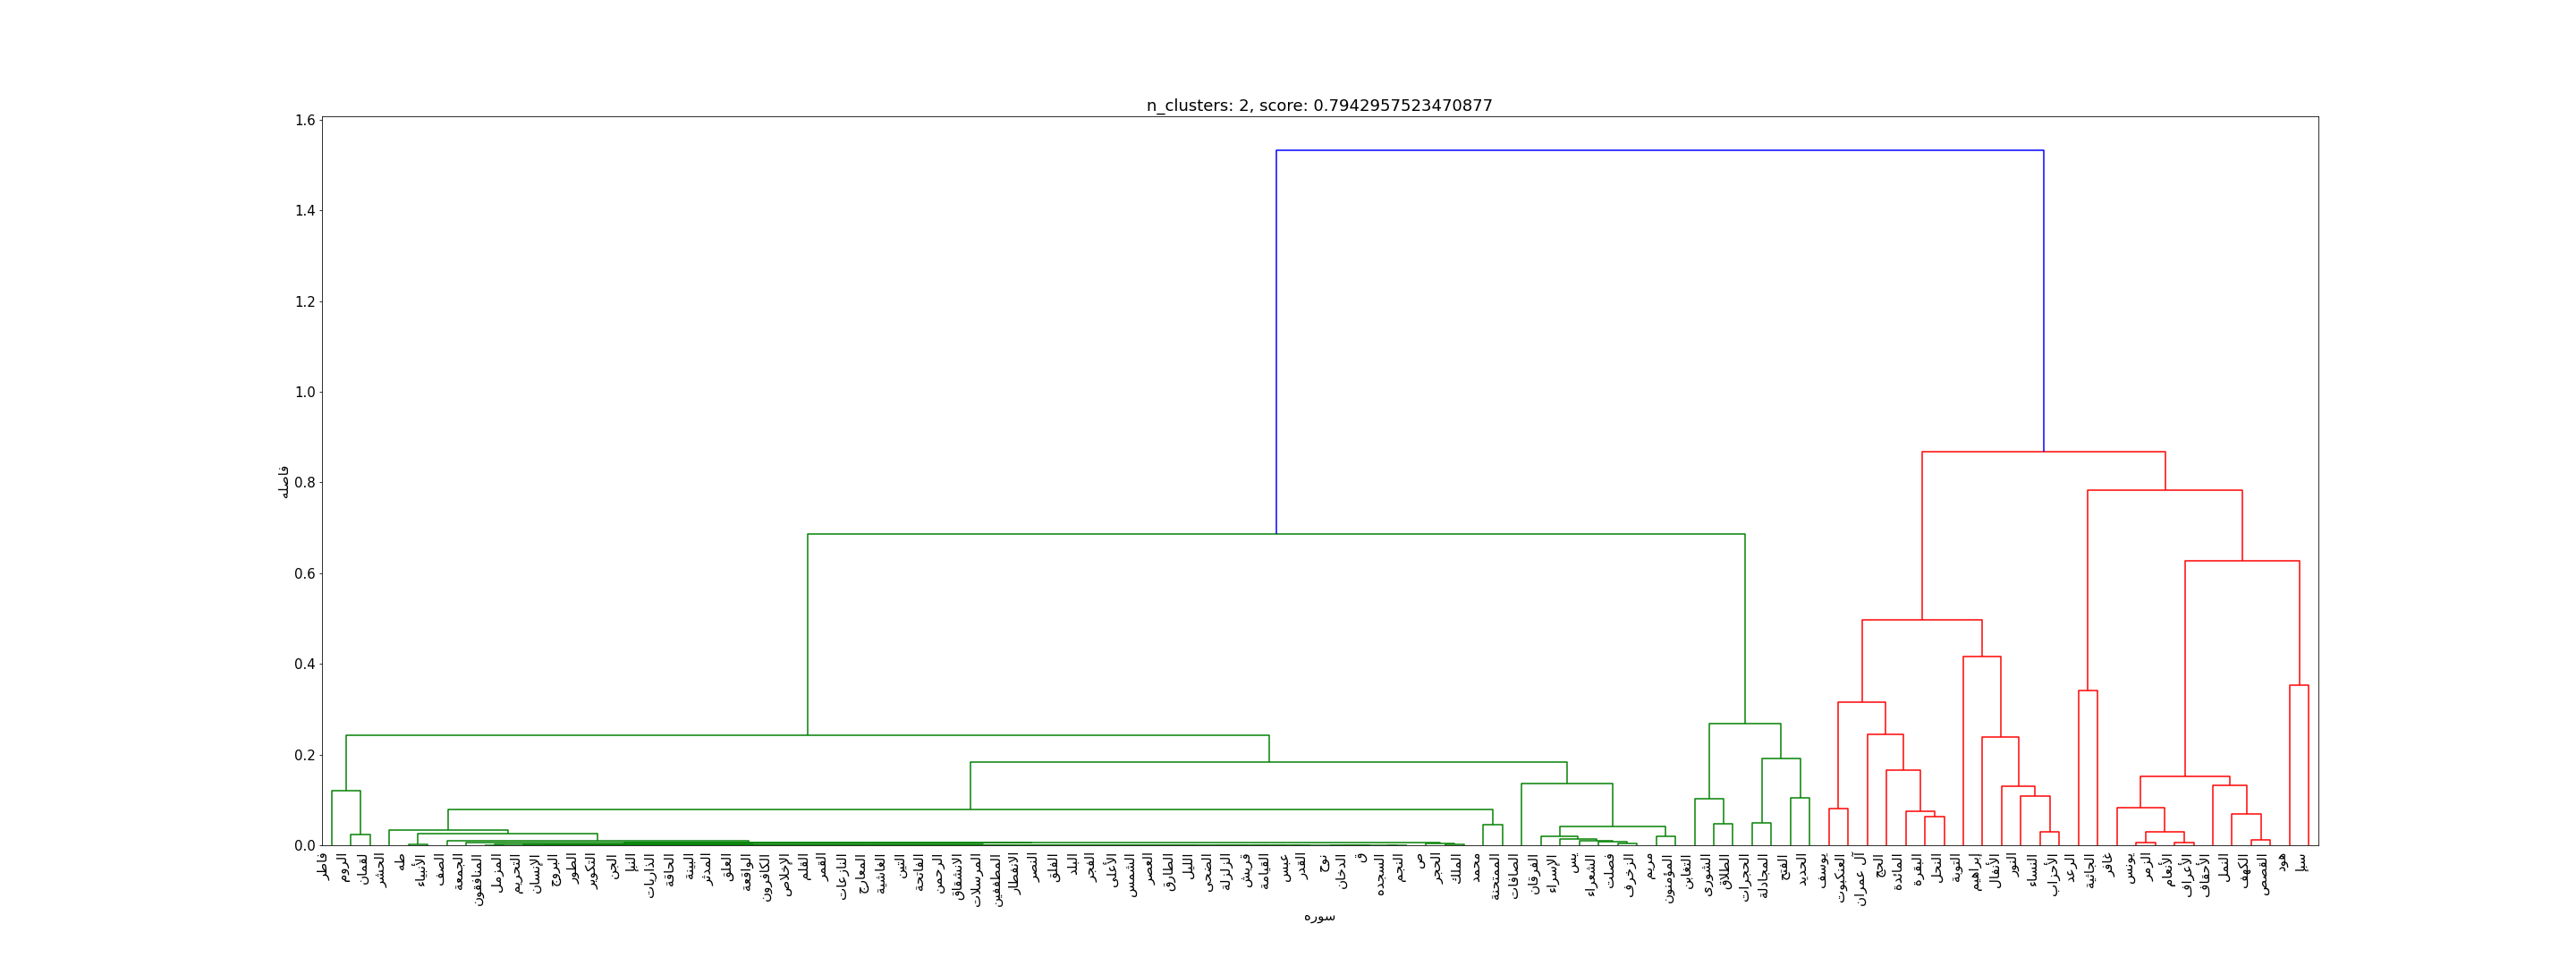 n_clusters: 2, score: 0.7942957523470877
1.6
1.4
1.2
1.0
0.8
0.6
0.4
0.2
0.0
فاصله
فاطر
الروم
لقمان
الحشر
طه
الأنبياء
الصف
الجمعة
المنافقون
المزمل
التحريم
الإنسان
البروج
الطور
التكوير
الجن
النبإ
الذاريات
الحاقة
البينة
المدثر
العلق
الواقعة
الكافرون
الإخلاص
القلم
القمر
النازعات
المعارج
الغاشية
التين
الفاتحة
الرحمن
الانشقاق
المرسلات
المطففين
الانفطار
النصر
الفلق
البلد
الفجر
الأعلى
الشمس
العصر
الطارق
الليل
الضحى
الزلزلة
قريش
القيامة
عبس
القدر
نوح
الدخان
ق
السجده
النجم
ص
الحجر
الملك
محمد
الممتحنة
الصافات
الفرقان
الإسراء
يس
الشعراء
فصلت
الزخرف
مريم
المؤمنون
التغابن
الشورى
الطلاق
الحجرات
المجادلة
الفتح
الحديد
يوسف
العنكبوت
آل عمران
الحج
المائدة
البقرة
النحل
التوبة
إبراهيم
الأنفال
النور
النساء
الأحزاب
الرعد
الجاثية
غافر
يونس
الزمر
الأنعام
الأعراف
الأحقاف
النمل
الكهف
القصص
هود
سبإ
سوره